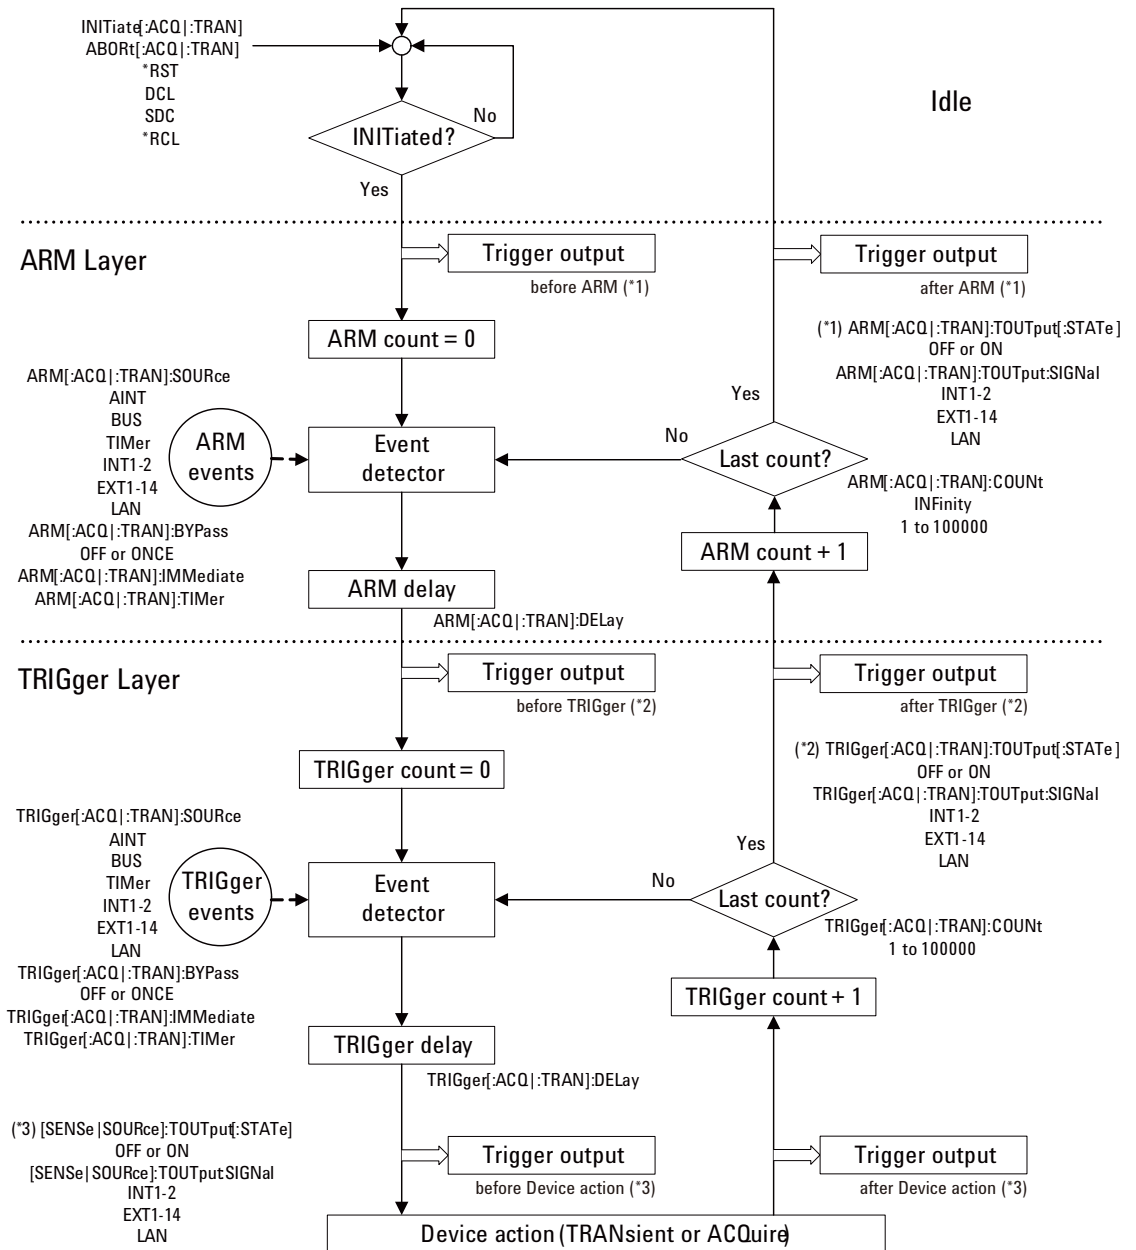 INITiate[:ACQ|:TRAN]
ABORt[:ACQ|:TRAN]
*RST
DCL
SDC
*RCL
INITiated?
No
Yes
Idle
ARM Layer
Trigger output
before ARM (*1)
Trigger output
after ARM (*1)
ARM count = 0
(*1) ARM[:ACQ|:TRAN]:TOUTput[:STATe]
OFF or ON
ARM[:ACQ|:TRAN]:TOUTput:SIGNal
INT1-2
EXT1-14
LAN
ARM[:ACQ|:TRAN]:SOURce
AINT
BUS
TIMer
INT1-2
EXT1-14
LAN
ARM[:ACQ|:TRAN]:BYPass
OFF or ONCE
ARM[:ACQ|:TRAN]:IMMediate
ARM[:ACQ|:TRAN]:TIMer
ARM
events
Event
detector
No
Yes
Last count?
ARM[:ACQ|:TRAN]:COUNt
INFinity
1 to 100000
ARM count + 1
ARM delay
ARM[:ACQ|:TRAN]:DELay
TRIGger Layer
Trigger output
before TRIGger (*2)
Trigger output
after TRIGger (*2)
TRIGger count = 0
(*2) TRIGger[:ACQ|:TRAN]:TOUTput[:STATe]
OFF or ON
TRIGger[:ACQ|:TRAN]:TOUTput:SIGNal
INT1-2
EXT1-14
LAN
TRIGger[:ACQ|:TRAN]:SOURce
AINT
BUS
TIMer
INT1-2
EXT1-14
LAN
TRIGger[:ACQ|:TRAN]:BYPass
OFF or ONCE
TRIGger[:ACQ|:TRAN]:IMMediate
TRIGger[:ACQ|:TRAN]:TIMer
TRIGger
events
Event
detector
No
Yes
Last count?
TRIGger[:ACQ|:TRAN]:COUNt
1 to 100000
TRIGger count + 1
TRIGger delay
TRIGger[:ACQ|:TRAN]:DELay
(*3) [SENSe|SOURce]:TOUTput[:STATe]
OFF or ON
[SENSe|SOURce]:TOUTput:SIGNal
INT1-2
EXT1-14
LAN
Trigger output
before Device action (*3)
Trigger output
after Device action (*3)
Device action (TRANsient or ACQuire)